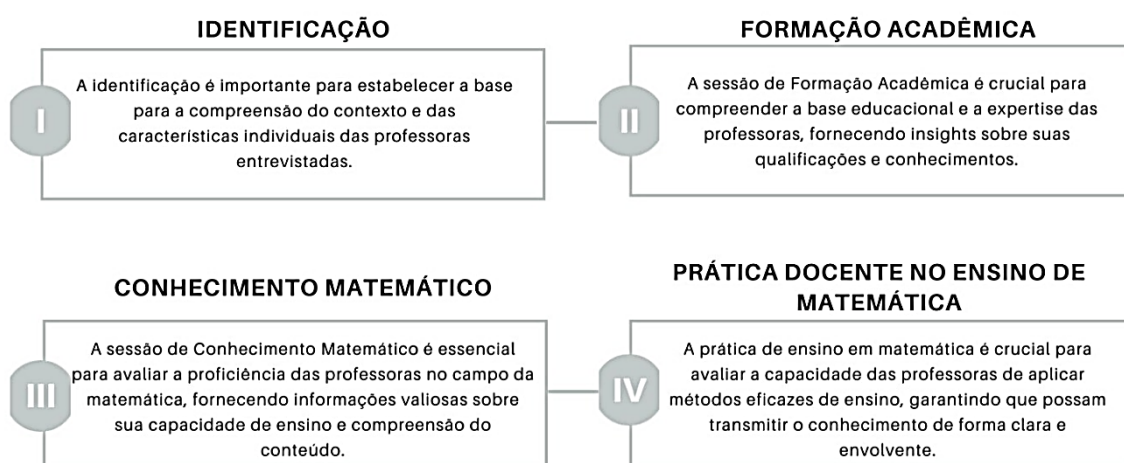 IDENTIFICAÇÃO
I
A identificação é importante para estabelecer a base
para a compreensão do contexto e das
características individuais das professoras
entrevistadas.
FORMAÇÃO ACADÊMICA
II
A sessão de Formação Acadêmica é crucial para
compreender a base educacional e a expertise das
professoras, fornecendo insights sobre suas
qualificações e conhecimentos.
CONHECIMENTO MATEMÁTICO
III
A sessão de Conhecimento Matemático é essencial
para avaliar a proficiência das professoras no campo da
matemática, fornecendo informações valiosas sobre
sua capacidade de ensino e compreensão do
conteúdo.
PRÁTICA DOCENTE NO ENSINO DE
MATEMÁTICA
IV
A prática de ensino em matemática é crucial para
avaliar a capacidade das professoras de aplicar
métodos eficazes de ensino, garantindo que possam
transmitir o conhecimento de forma clara e
envolvente.